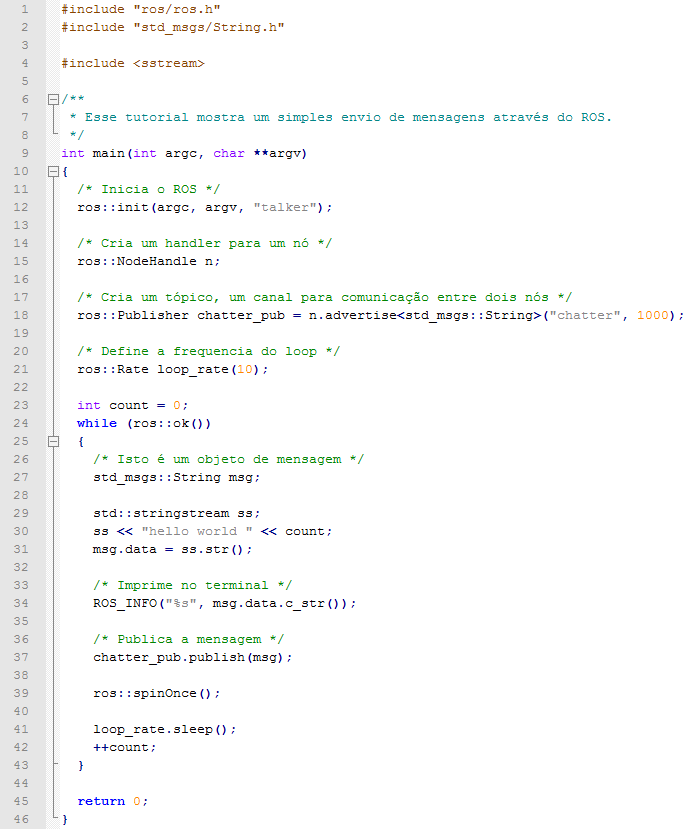 1 #include "ros/ros.h"
2 #include "std_msgs/String.h"
3
4 #include <sstream>
5
6 /**
7  * Esse tutorial mostra um simples envio de mensagens através do ROS.
8  */
9 int main(int argc, char **argv)
10 {
11   /* Inicia o ROS */
12   ros::init(argc, argv, "talker");
13
14   /* Cria um handler para um nó */
15   ros::NodeHandle n;
16
17   /* Cria um tópico, um canal para comunicação entre dois nós */
18   ros::Publisher chatter_pub = n.advertise<std_msgs::String>("chatter", 1000);
19
20   /* Define a frequencia do loop */
21   ros::Rate loop_rate(10);
22
23   int count = 0;
24   while (ros::ok())
25   {
26     /* Isto é um objeto de mensagem */
27     std_msgs::String msg;
28
29     std::stringstream ss;
30     ss << "hello world " << count;
31     msg.data = ss.str();
32
33     /* Imprime no terminal */
34     ROS_INFO("%s", msg.data.c_str());
35
36     /* Publica a mensagem */
37     chatter_pub.publish(msg);
38
39     ros::spinOnce();
40
41     loop_rate.sleep();
42     ++count;
43   }
44
45   return 0;
46 }